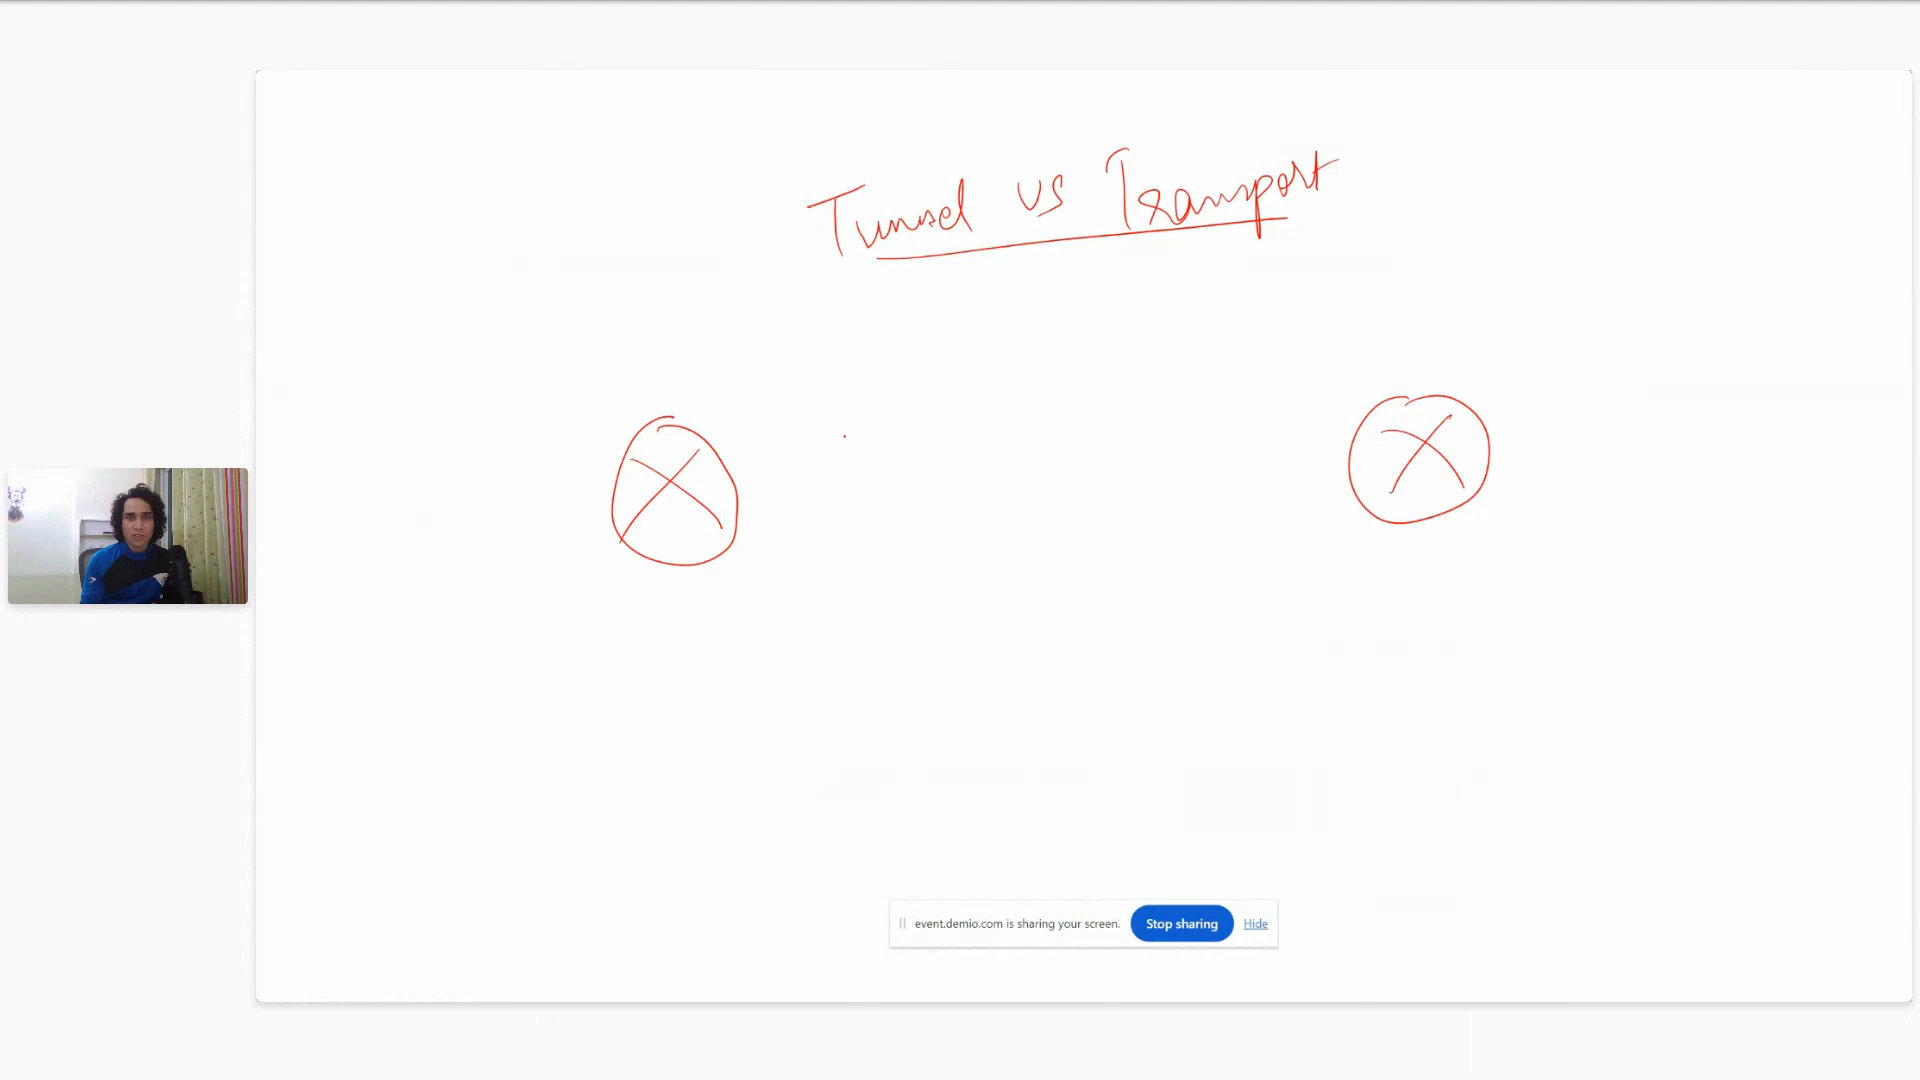 Tunnel vs Transport
event.demio.com is sharing your screen. Stop sharing Hide